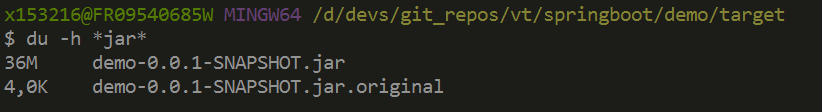 x153216@FR09540685W MINGW64 /d/devs/git_repos/vt/springboot/demo/target
$ du -h *jar*
36M     demo-0.0.1-SNAPSHOT.jar
4,0K    demo-0.0.1-SNAPSHOT.jar.original